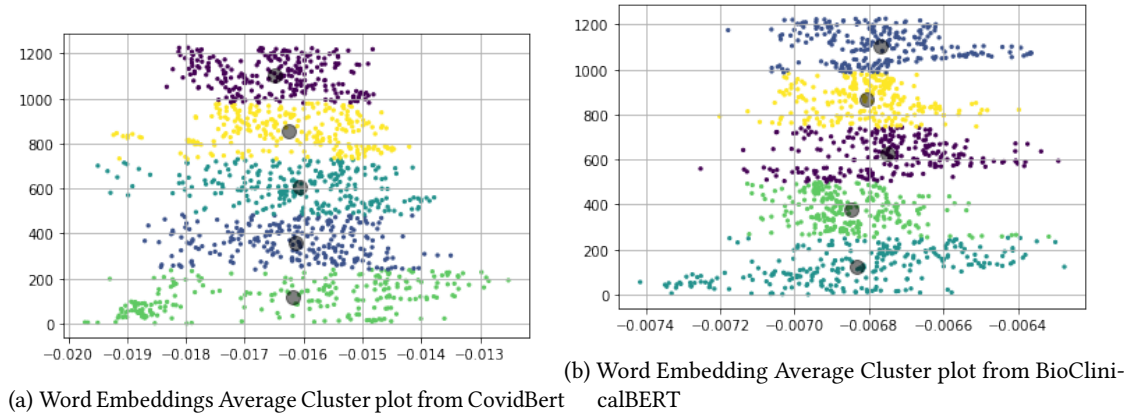 1200
1000
800
600
400
200
0
−0.020 −0.019 −0.018 −0.017 −0.016 −0.015 −0.014 −0.013
(a) Word Embeddings Average Cluster plot from CovidBert
1200
1000
800
600
400
200
0
−0.0074 −0.0072 −0.0070 −0.0068 −0.0066 −0.0064
(b) Word Embedding Average Cluster plot from BioClini-
calBERT